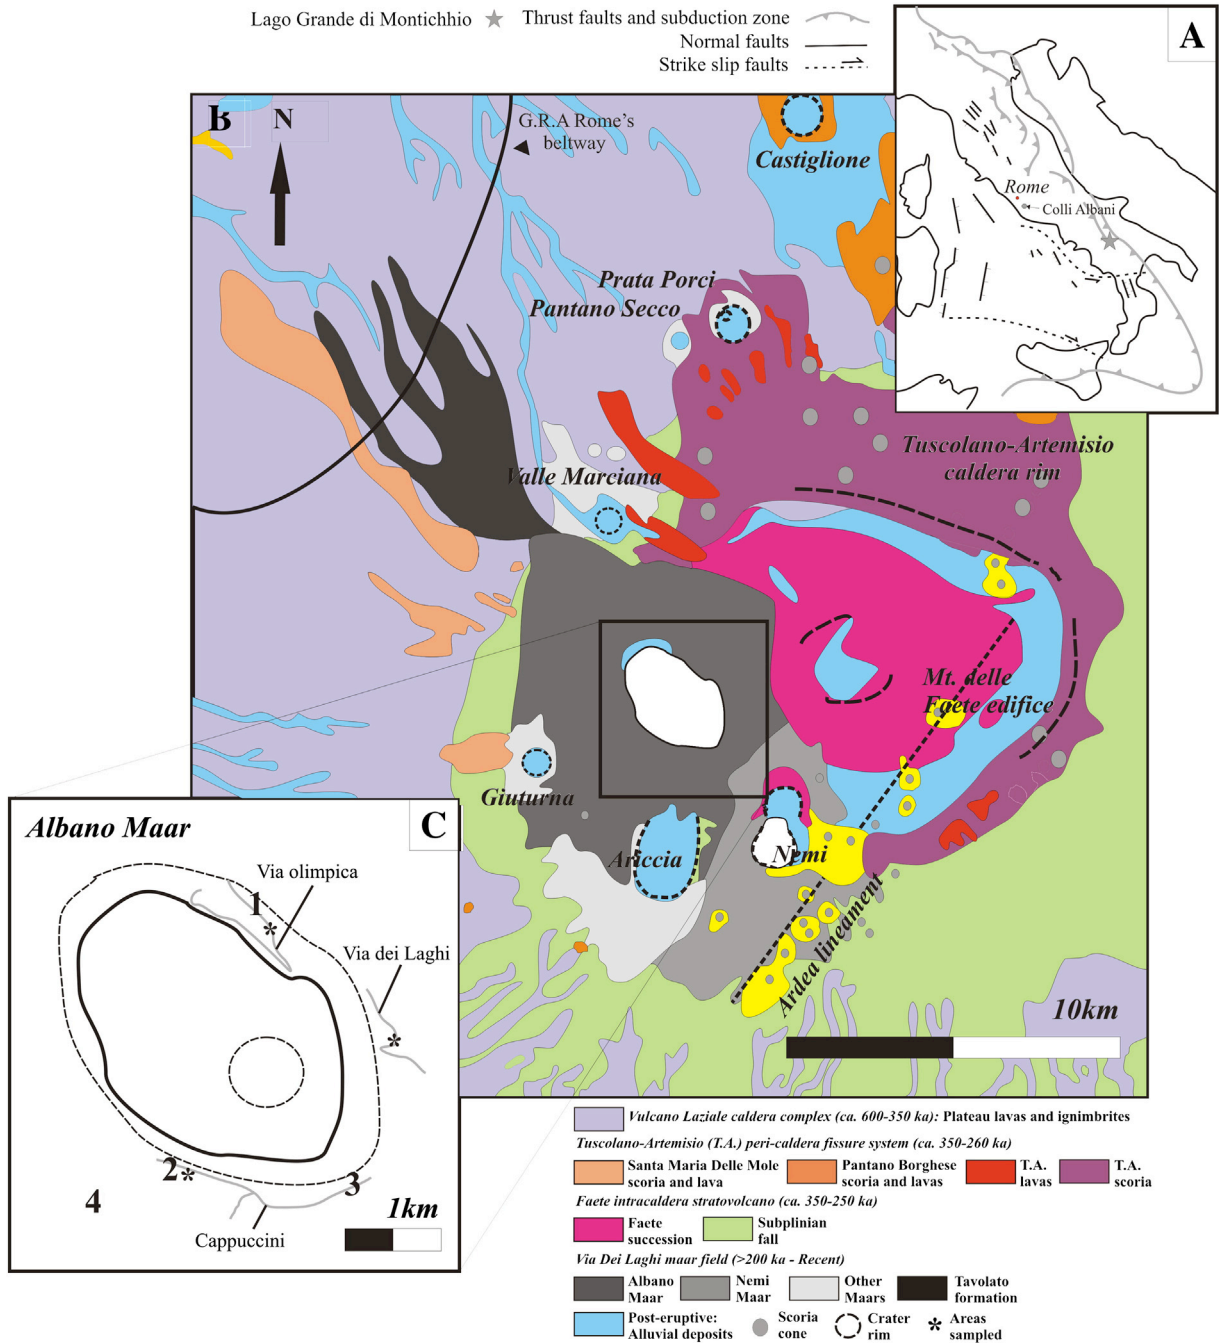 Lago Grande di Montichhio
Thrust faults and subduction zone
Normal faults
Strike slip faults
A
Rome
Colli Albani
B
N
G.R.A Rome's
beltway
Castiglione
Prata Porci
Pantano Secco
Tuscolano-Artemisio
caldera rim
Valle Marciana
Mt. delle
Faete edifice
Giuturna
Ariccia
Nemi
Ardea lineament
10km
C
Albano Maar
Via olimpica
1
*
Via dei Laghi
*
2*
3
4
Cappuccini
1km
Vulcano Laziale caldera complex (ca. 600-350 ka): Plateau lavas and ignimbrites
Tuscolano-Artemisio (T.A.) peri-caldera fissure system (ca. 350-260 ka)
Santa Maria Delle Mole
scoria and lava
Pantano Borghese
scoria and lavas
T.A.
lavas
T.A.
scoria
Faete intracaldera stratovolcano (ca. 350-250 ka)
Faete
succession
Subplinian
fall
Via Dei Laghi maar field (>200 ka - Recent)
Albano
Maar
Nemi
Maar
Other
Maars
Tavolato
formation
Post-eruptive:
Alluvial deposits
Scoria
cone
Crater
rim
* Areas
sampled